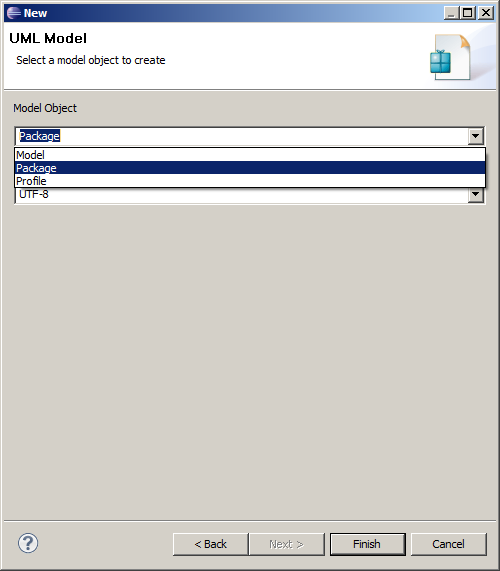 New
UML Model
Select a model object to create
Model Object
Package
Model
Package
Profile
UTF-8
?
< Back
Next >
Finish
Cancel